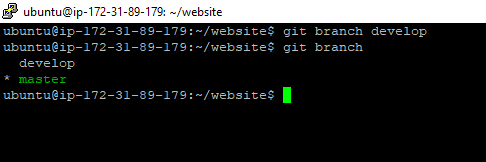 ubuntu@ip-172-31-89-179: ~/website
ubuntu@ip-172-31-89-179:~/website$ git branch develop
ubuntu@ip-172-31-89-179:~/website$ git branch
  develop
* master
ubuntu@ip-172-31-89-179:~/website$